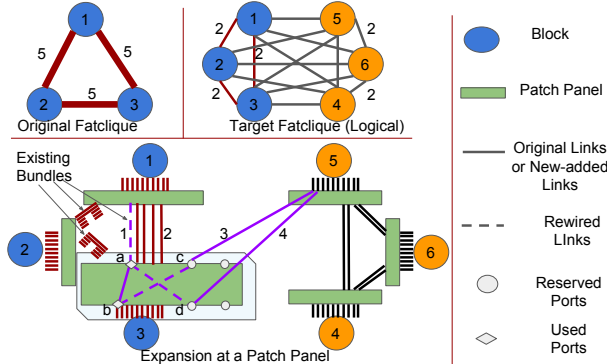 1
5
5
2
5
3
Original Fatclique
1
5
2
2
2
2
6
2
2
3
4
Target Fatclique (Logical)
Block
Patch Panel
Original Links
or New-added
Links
Rewired
LInks
Reserved
Ports
Used
Ports
Existing
Bundles
1
5
2
1
2
3
4
6
a
c
b
d
3
4
Expansion at a Patch Panel